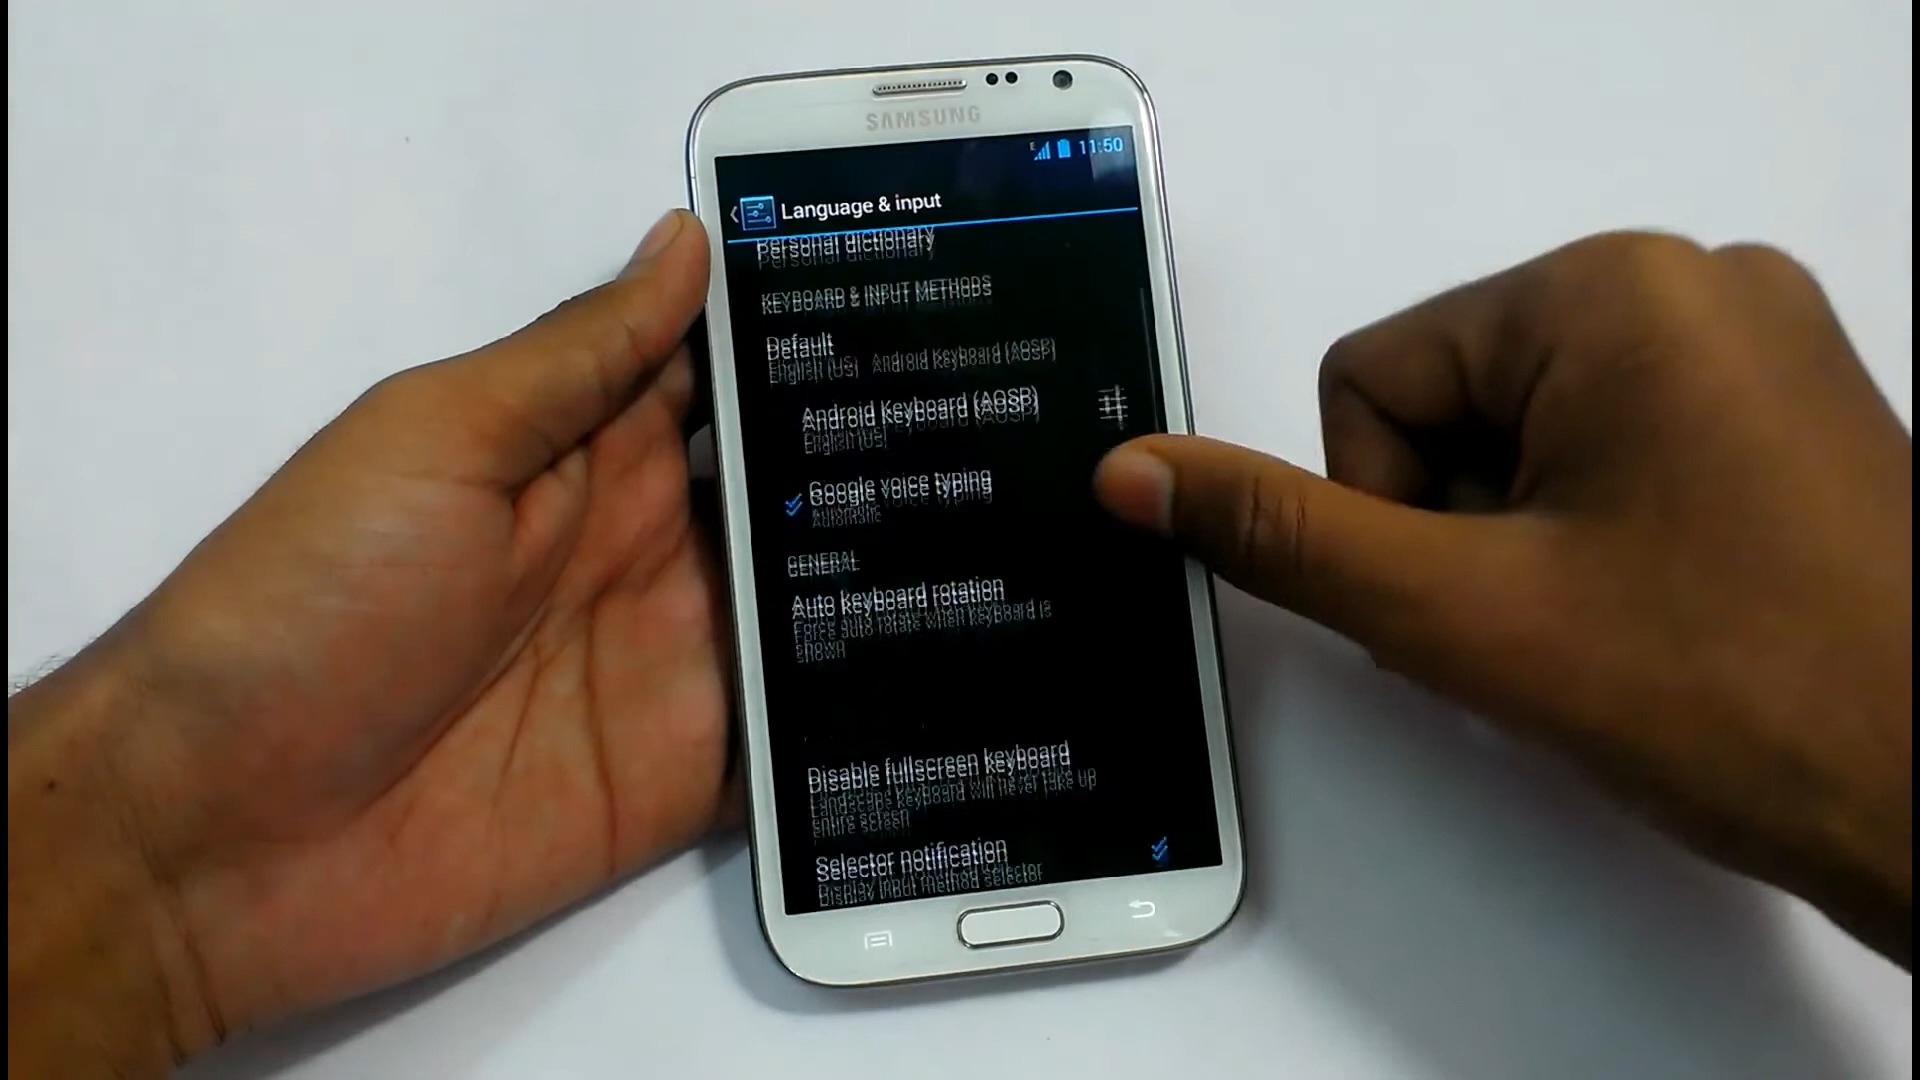 SAMSUNG
E 11:50
Language & input
Personal dictionary
KEYBOARD & INPUT METHODS
Default
English (US) Android Keyboard (AOSP)
Android Keyboard (AOSP)
English (US)
Google voice typing
Automatic
GENERAL
Auto keyboard rotation
Force auto rotate when keyboard is
shown
Disable fullscreen keyboard
Landscape keyboard will never take up
entire screen
Selector notification
Display input method selector